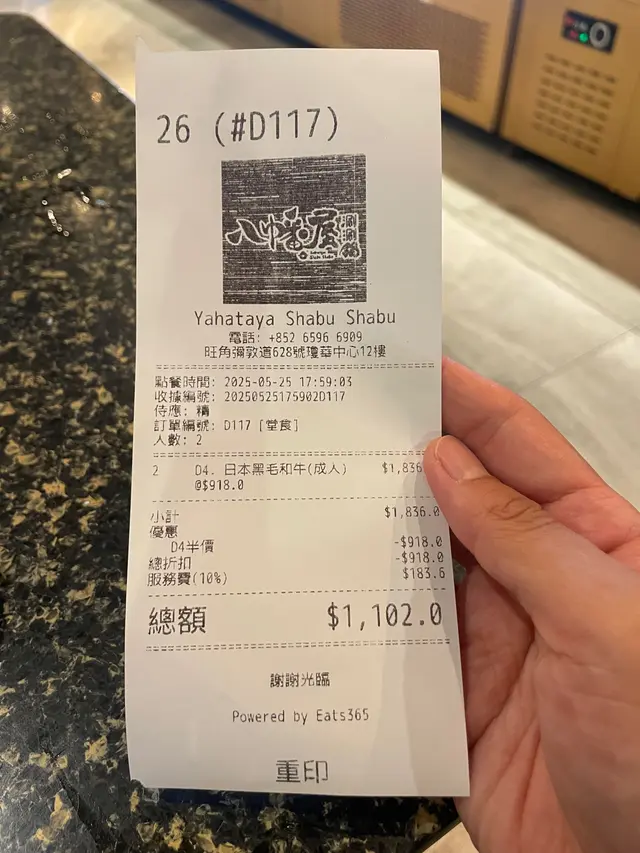 26 (#D117)
八幡屋
Yahataya Shabu Shabu
電話: +852 6596 6909
旺角彌敦道628號瓊華中心12樓
點餐時間: 2025-05-25 17:59:03
收據編號: 20250525175902D117
侍應: 精
訂單編號: D117 [堂食]
人數: 2
2 D4. 日本黑毛和牛(成人) $1,836
@$918.0
小計 $1,836.0
優惠
D4半價 -$918.0
總折扣 -$918.0
服務費(10%) $183.6
總額 $1,102.0
謝謝光臨
Powered by Eats365
重印